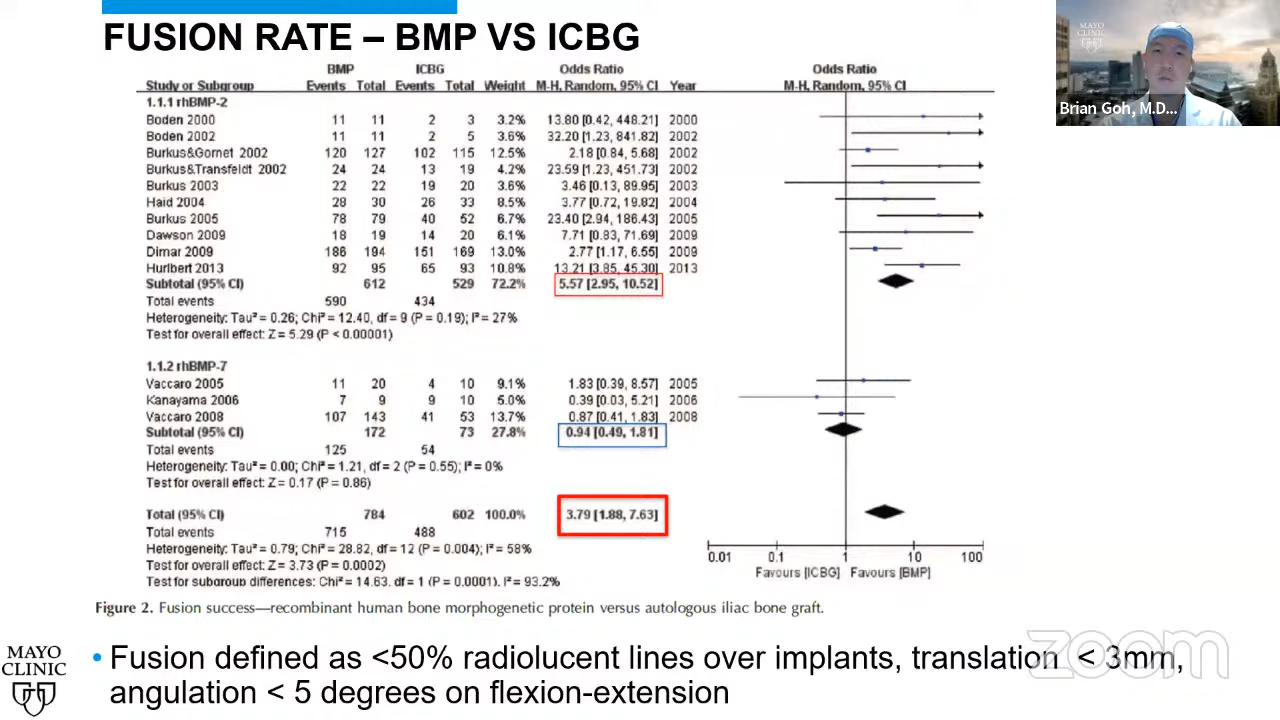 FUSION RATE – BMP VS ICBG
MAYO
CLINIC
Brian Goh, M.D...
BMP ICBG Odds Ratio Odds Ratio
Study or Subgroup Events Total Events Total Weight M-H, Random, 95% CI Year M-H, Random, 95% CI
1.1.1 rhBMP-2
Boden 2000 11 11 2 3 3.2% 13.80 [0.42, 448.21] 2000
Boden 2002 11 11 2 5 3.6% 32.20 [1.23, 841.82] 2002
Burkus&Gornet 2002 120 127 102 115 12.5% 2.18 [0.84, 5.68] 2002
Burkus&Transfeldt 2002 24 24 13 19 4.2% 23.59 [1.23, 451.73] 2002
Burkus 2003 22 22 19 20 3.6% 3.46 [0.13, 89.95] 2003
Haid 2004 28 30 26 33 8.5% 3.77 [0.72, 19.82] 2004
Burkus 2005 78 79 40 52 6.7% 23.40 [2.94, 186.43] 2005
Dawson 2009 18 19 14 20 6.1% 7.71 [0.83, 71.69] 2009
Dimar 2009 186 194 151 169 13.0% 2.77 [1.17, 6.55] 2009
Hurlbert 2013 92 95 65 93 10.8% 13.21 [3.85, 45.30] 2013
Subtotal (95% CI) 612 529 72.2% 5.57 [2.95, 10.52]
Total events 590 434
Heterogeneity: Tau² = 0.26; Chi² = 12.40, df = 9 (P = 0.19); I² = 27%
Test for overall effect: Z = 5.29 (P < 0.00001)
1.1.2 rhBMP-7
Vaccaro 2005 11 20 4 10 9.1% 1.83 [0.39, 8.57] 2005
Kanayama 2006 7 9 9 10 5.0% 0.39 [0.03, 5.21] 2006
Vaccaro 2008 107 143 41 53 13.7% 0.87 [0.41, 1.83] 2008
Subtotal (95% CI) 172 73 27.8% 0.94 [0.49, 1.81]
Total events 125 54
Heterogeneity: Tau² = 0.00; Chi² = 1.21, df = 2 (P = 0.55); I² = 0%
Test for overall effect: Z = 0.17 (P = 0.86)
Total (95% CI) 784 602 100.0% 3.79 [1.88, 7.63]
Total events 715 488
Heterogeneity: Tau² = 0.79; Chi² = 28.82, df = 12 (P = 0.004); I² = 58%
Test for overall effect: Z = 3.73 (P = 0.0002)
Test for subgroup differences: Chi² = 14.63, df = 1 (P = 0.0001), I² = 93.2%
0.01 0.1 1 10 100
Favours [ICBG] Favours [BMP]
Figure 2. Fusion success—recombinant human bone morphogenetic protein versus autologous iliac bone graft.
MAYO
CLINIC
• Fusion defined as <50% radiolucent lines over implants, translation < 3mm,
angulation < 5 degrees on flexion-extension
zoom